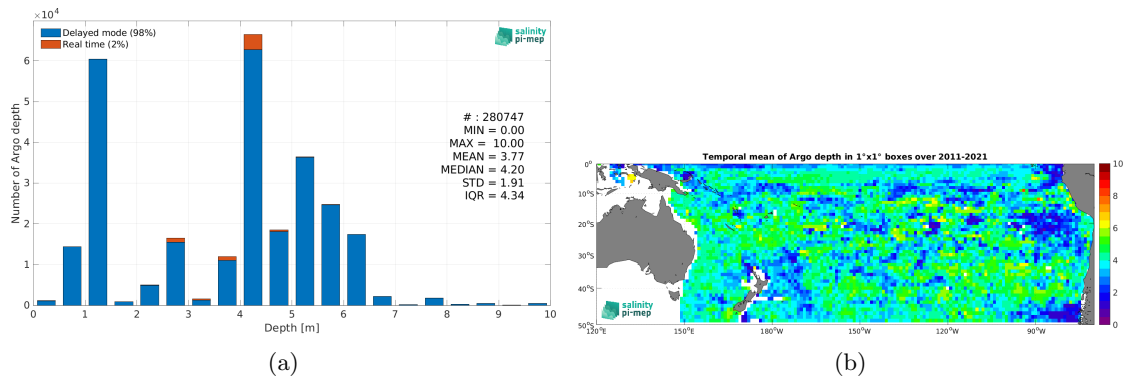 ×10⁴
Delayed mode (98%)
Real time (2%)
salinity
pi-mep
# : 280747
MIN = 0.00
MAX = 10.00
MEAN = 3.77
MEDIAN = 4.20
STD = 1.91
IQR = 4.34
6
5
4
3
2
1
0
Number of Argo depth
0 1 2 3 4 5 6 7 8 9 10
Depth [m]
(a)
Temporal mean of Argo depth in 1°x1° boxes over 2011-2021
0°
10°S
20°S
30°S
40°S
50°S
120°E 150°E 180°W 150°W 120°W 90°W
salinity
pi-mep
10
8
6
4
2
0
(b)